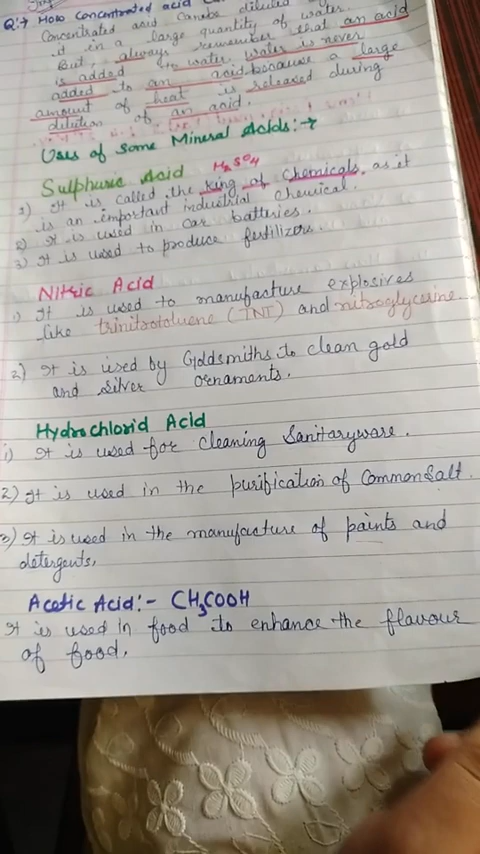 Q:→ How Concentrated acid
Concentrated acid Can be diluted
it in a large quantity of water.
But, always remember that an acid
is added in water, water is never
added to an acid because a large
amount of heat is released during
dilution of an acid.
Uses of Some Mineral Acids:→
Sulphuric Acid H₂SO₄
1) It is called the king of Chemicals, as it
is an important industrial chemical.
2) It is used in car batteries.
3) It is used to produce fertilizers.
Nitric Acid
1) It is used to manufacture explosives
like trinitrotoluene (TNT) and nitroglycerine.
2) It is used by Goldsmiths to clean gold
and silver ornaments.
Hydrochlorid Acid
1) It is used for cleaning Sanitaryware.
2) It is used in the purification of Common Salt.
3) It is used in the manufacture of paints and
detergents,
Acetic Acid:- CH₃COOH
It is used in food to enhance the flavour
of food.